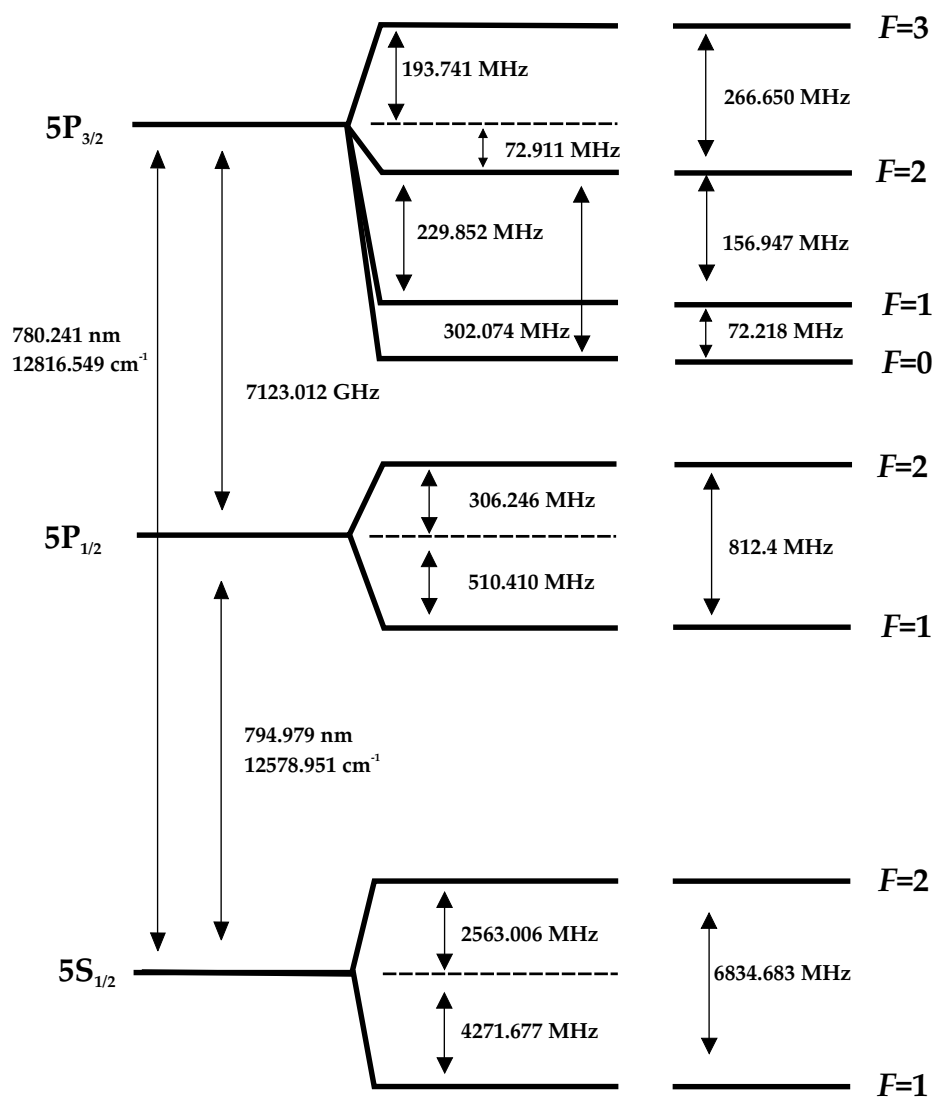 F=3
193.741 MHz
266.650 MHz
5P3/2
72.911 MHz
F=2
229.852 MHz
156.947 MHz
F=1
780.241 nm
12816.549 cm-1
302.074 MHz
72.218 MHz
F=0
7123.012 GHz
F=2
306.246 MHz
5P1/2
812.4 MHz
510.410 MHz
F=1
794.979 nm
12578.951 cm-1
F=2
2563.006 MHz
5S1/2
6834.683 MHz
4271.677 MHz
F=1